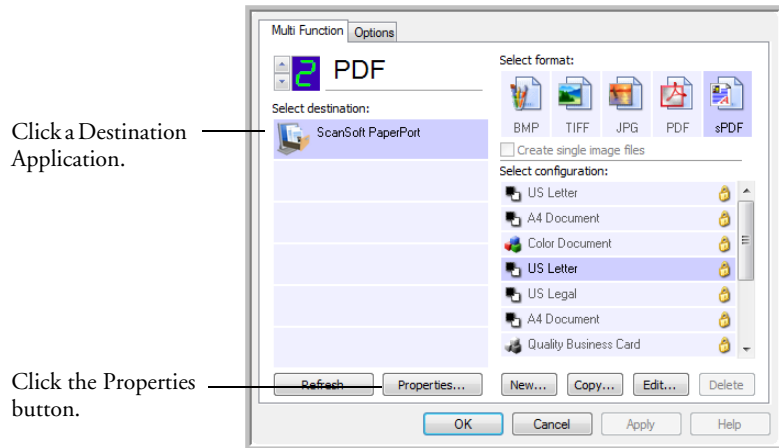 Multi Function
Options
2
PDF
Select destination:
ScanSoft PaperPort
Select format:
BMP TIFF JPG PDF sPDF
Create single image files
Select configuration:
US Letter
A4 Document
Color Document
US Letter
US Legal
A4 Document
Quality Business Card
Click a Destination
Application.
Click the Properties
button.
Refresh Properties... New... Copy... Edit... Delete
OK Cancel Apply Help